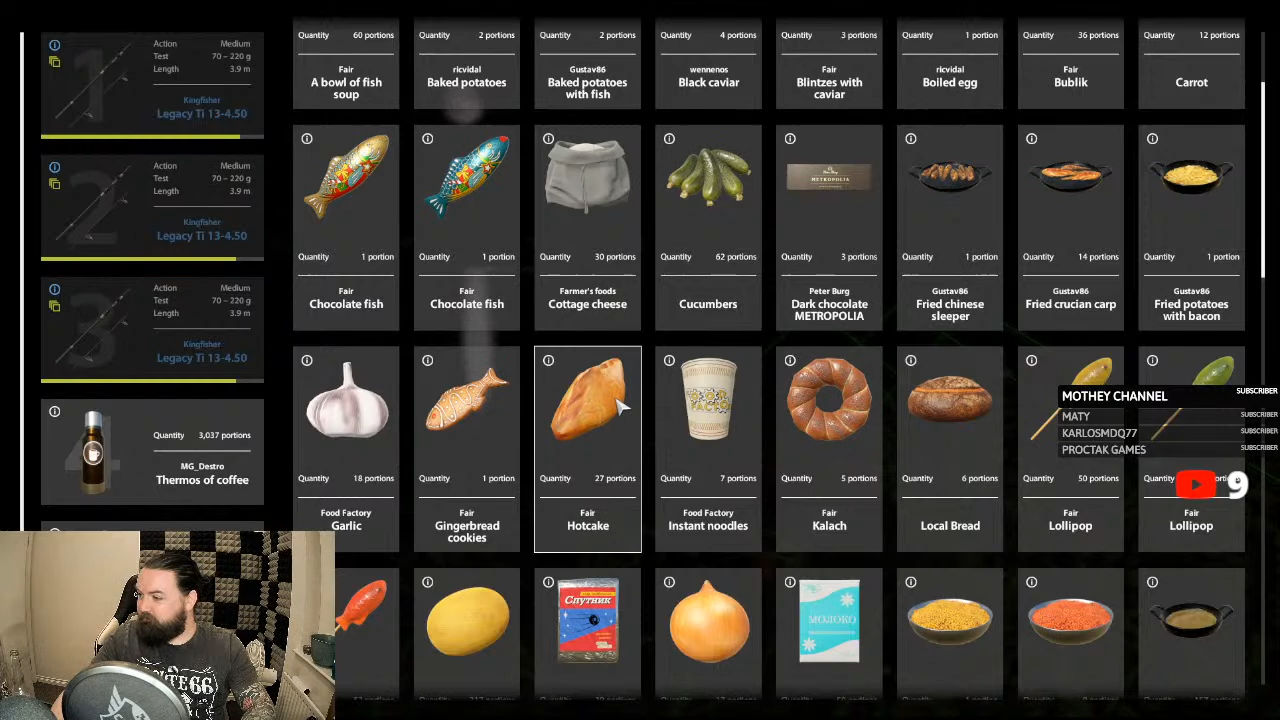 Action Medium
Test 70 – 220 g
Length 3.9 m
Kingfisher
Legacy Ti 13-4.50
Action Medium
Test 70 – 220 g
Length 3.9 m
Kingfisher
Legacy Ti 13-4.50
Action Medium
Test 70 – 220 g
Length 3.9 m
Kingfisher
Legacy Ti 13-4.50
Quantity 3,037 portions
MG_Destro
Thermos of coffee
Quantity 60 portions
Fair
A bowl of fish
soup
Quantity 2 portions
ricvidal
Baked potatoes
Quantity 2 portions
Gustav86
Baked potatoes
with fish
Quantity 4 portions
wennenos
Black caviar
Quantity 3 portions
Fair
Blintzes with
caviar
Quantity 1 portion
ricvidal
Boiled egg
Quantity 36 portions
Fair
Bublik
Quantity 12 portions
Carrot
Quantity 1 portion
Fair
Chocolate fish
Quantity 1 portion
Fair
Chocolate fish
Quantity 30 portions
Farmer's foods
Cottage cheese
Quantity 62 portions
Cucumbers
METROPOLIA
Quantity 3 portions
Peter Burg
Dark chocolate
METROPOLIA
Quantity 1 portion
Gustav86
Fried chinese
sleeper
Quantity 14 portions
Gustav86
Fried crucian carp
Quantity 1 portion
Gustav86
Fried potatoes
with bacon
Quantity 18 portions
Food Factory
Garlic
Quantity 1 portion
Fair
Gingerbread
cookies
Quantity 27 portions
Fair
Hotcake
Quantity 7 portions
Food Factory
Instant noodles
Quantity 5 portions
Fair
Kalach
Quantity 6 portions
Local Bread
Quantity 50 portions
Fair
Lollipop
Quantity
Fair
Lollipop
MOTHEY CHANNEL SUBSCRIBER
MATY SUBSCRIBER
KARLOSMDQ77 SUBSCRIBER
PROCTAK GAMES SUBSCRIBER
9
Спутник